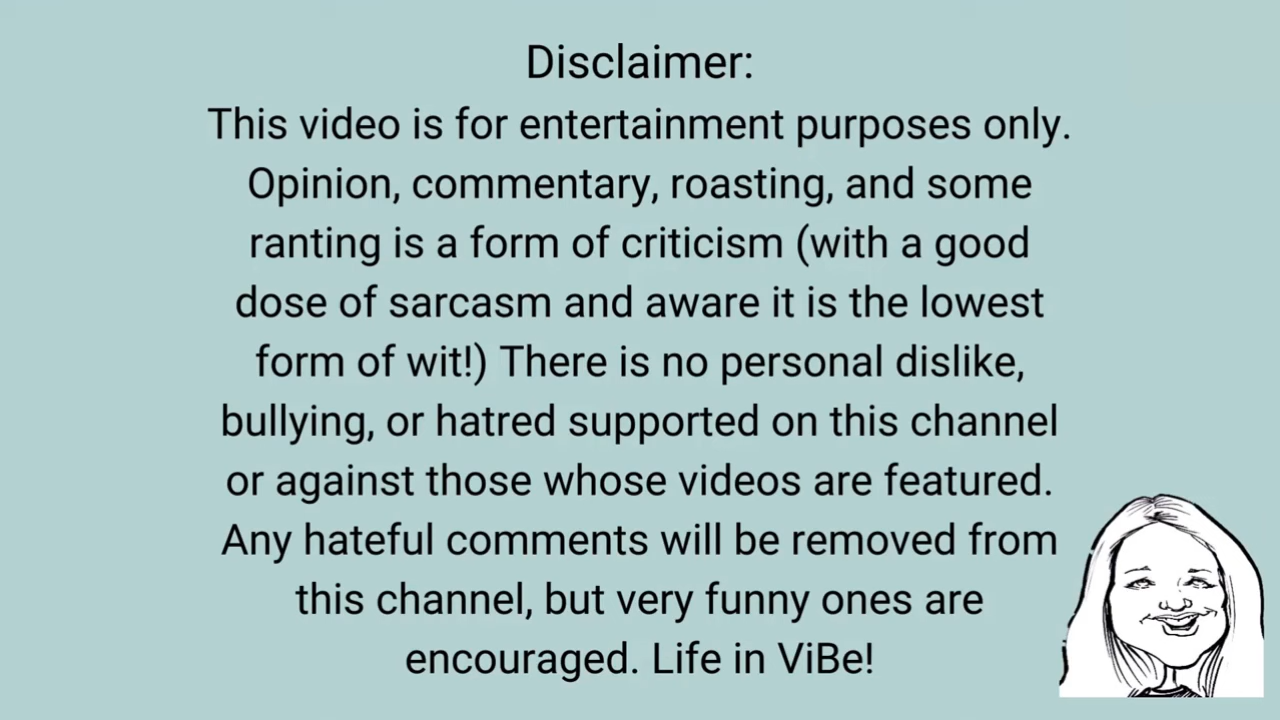 Disclaimer:
This video is for entertainment purposes only.
Opinion, commentary, roasting, and some
ranting is a form of criticism (with a good
dose of sarcasm and aware it is the lowest
form of wit!) There is no personal dislike,
bullying, or hatred supported on this channel
or against those whose videos are featured.
Any hateful comments will be removed from
this channel, but very funny ones are
encouraged. Life in ViBe!